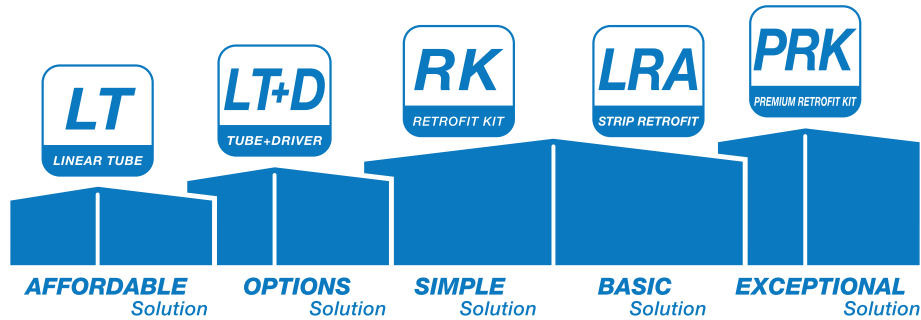 LT
LINEAR TUBE
LT+D
TUBE+DRIVER
RK
RETROFIT KIT
LRA
STRIP RETROFIT
PRK
PREMIUM RETROFIT KIT
AFFORDABLE
Solution
OPTIONS
Solution
SIMPLE
Solution
BASIC
Solution
EXCEPTIONAL
Solution